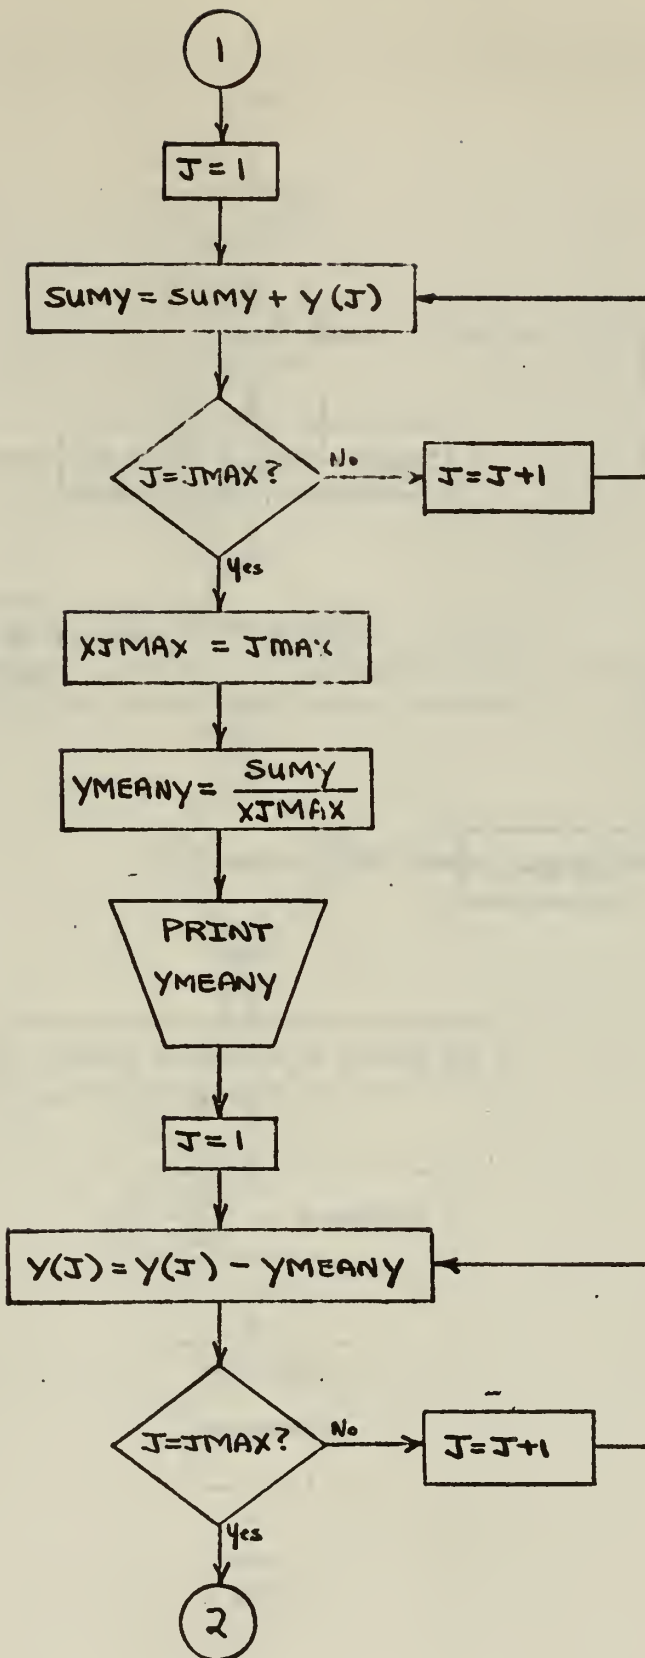 1
J=1
SUMY = SUMY + Y(J)
J=JMAX?
No
J=J+1
Yes
XJMAX = JMAX
YMEANY = SUMY
XJMAX
PRINT
YMEANY
J=1
Y(J) = Y(J) - YMEANY
J=JMAX?
No
J=J+1
Yes
2